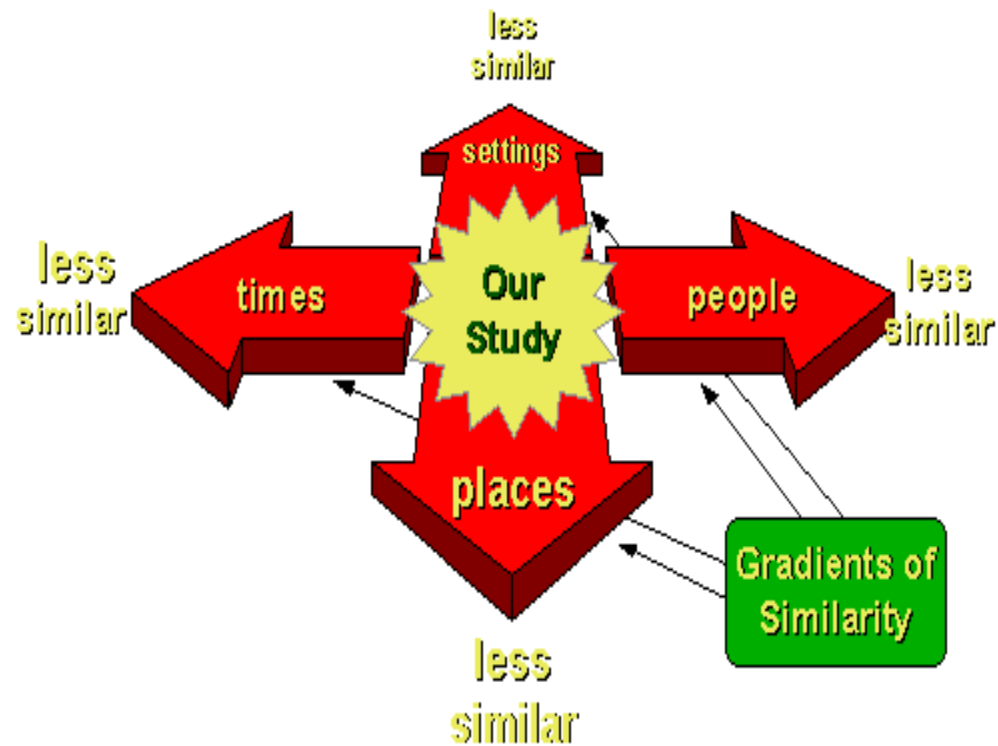 less
similar
settings
less
similar
times
Our
Study
people
less
similar
places
Gradients of
Similarity
less
similar